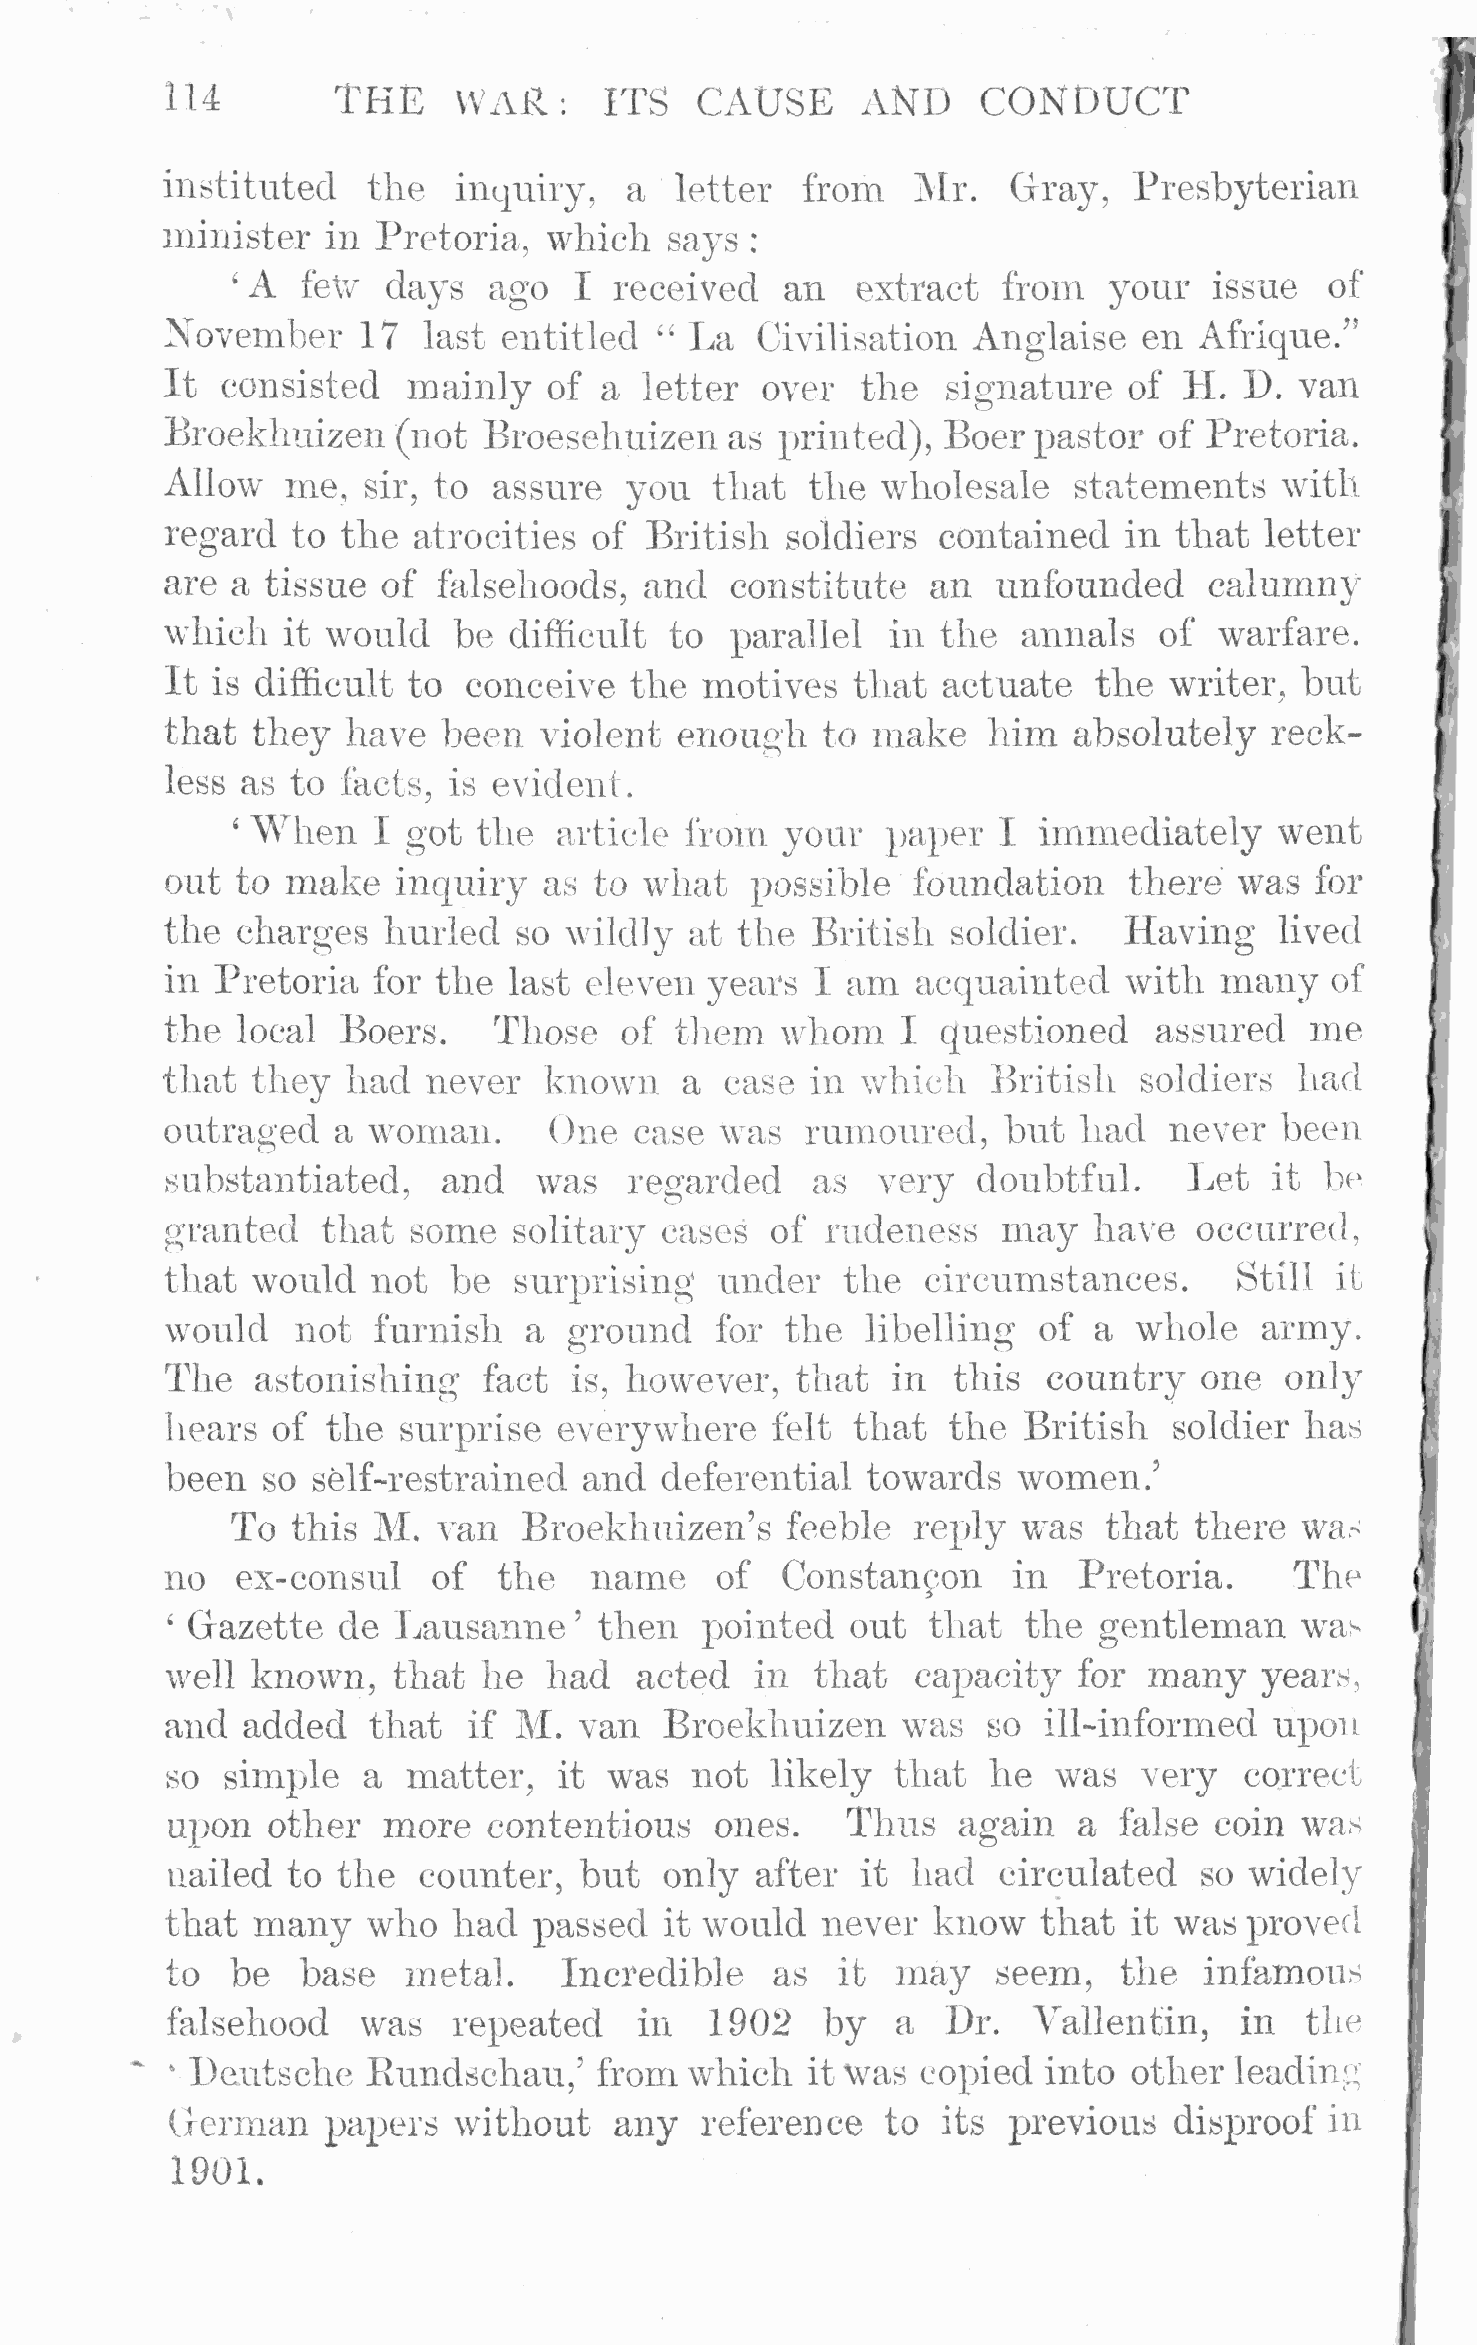 114 THE WAR: ITS CAUSE AND CONDUCT
instituted the inquiry, a letter from Mr. Gray, Presbyterian
minister in Pretoria, which says :
‘ A few days ago I received an extract from your issue of
November 17 last entitled “ La Civilisation Anglaise en Afrique.”
It consisted mainly of a letter over the signature of H. D. van
Broekhuizen (not Broesehuizen as printed), Boer pastor of Pretoria.
Allow me, sir, to assure you that the wholesale statements with
regard to the atrocities of British soldiers contained in that letter
are a tissue of falsehoods, and constitute an unfounded calumny
which it would be difficult to parallel in the annals of warfare.
It is difficult to conceive the motives that actuate the writer, but
that they have been violent enough to make him absolutely reck-
less as to facts, is evident.
‘ When I got the article from your paper I immediately went
out to make inquiry as to what possible foundation there was for
the charges hurled so wildly at the British soldier. Having lived
in Pretoria for the last eleven years I am acquainted with many of
the local Boers. Those of them whom I questioned assured me
that they had never known a case in which British soldiers had
outraged a woman. One case was rumoured, but had never been
substantiated, and was regarded as very doubtful. Let it be
granted that some solitary cases of rudeness may have occurred,
that would not be surprising under the circumstances. Still it
would not furnish a ground for the libelling of a whole army.
The astonishing fact is, however, that in this country one only
hears of the surprise everywhere felt that the British soldier has
been so self-restrained and deferential towards women.’
To this M. van Broekhuizen’s feeble reply was that there was
no ex-consul of the name of Constançon in Pretoria. The
‘ Gazette de Lausanne ’ then pointed out that the gentleman was
well known, that he had acted in that capacity for many years,
and added that if M. van Broekhuizen was so ill-informed upon
so simple a matter, it was not likely that he was very correct
upon other more contentious ones. Thus again a false coin was
nailed to the counter, but only after it had circulated so widely
that many who had passed it would never know that it was proved
to be base metal. Incredible as it may seem, the infamous
falsehood was repeated in 1902 by a Dr. Vallentin, in the
‘ Deutsche Rundschau,’ from which it was copied into other leading
German papers without any reference to its previous disproof in
1901.